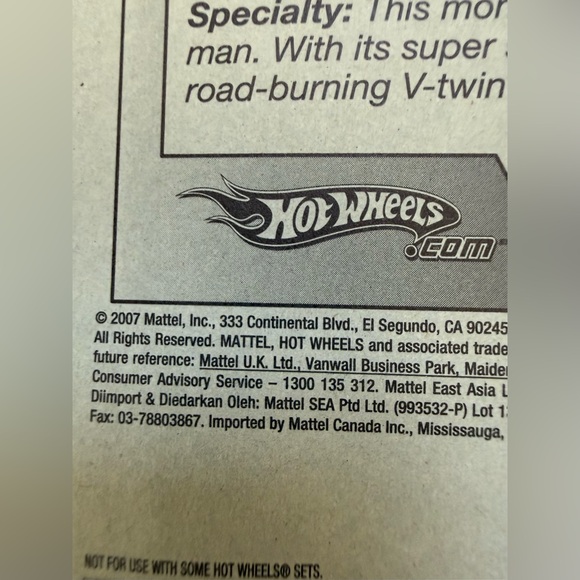 Specialty: This mor
man. With its super
road-burning V-twin
Hot Wheels
.com
© 2007 Mattel, Inc., 333 Continental Blvd., El Segundo, CA 90245
All Rights Reserved. MATTEL, HOT WHEELS and associated trade
future reference: Mattel U.K. Ltd., Vanwall Business Park, Maide
Consumer Advisory Service – 1300 135 312. Mattel East Asia L
Diimport & Diedarkan Oleh: Mattel SEA Ptd Ltd. (993532-P) Lot 1
Fax: 03-78803867. Imported by Mattel Canada Inc., Mississauga,
NOT FOR USE WITH SOME HOT WHEELS® SETS.